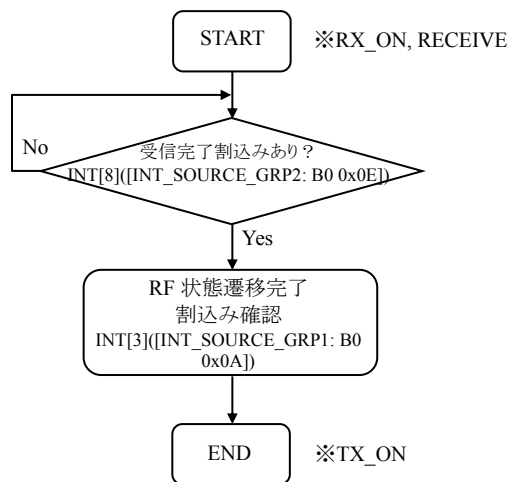 START
※RX_ON, RECEIVE
No
受信完了割込みあり？
INT[8]([INT_SOURCE_GRP2: B0 0x0E])
Yes
RF 状態遷移完了
割込み確認
INT[3]([INT_SOURCE_GRP1: B0
0x0A])
END
※TX_ON